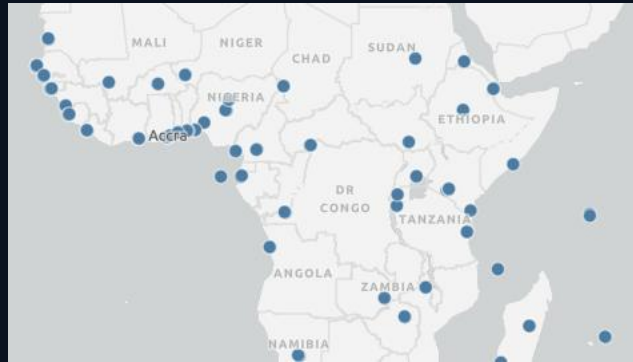 MALI
NIGER
CHAD
SUDAN
NIGERIA
Accra
ETHIOPIA
DR
CONGO
TANZANIA
ANGOLA
ZAMBIA
NAMIBIA